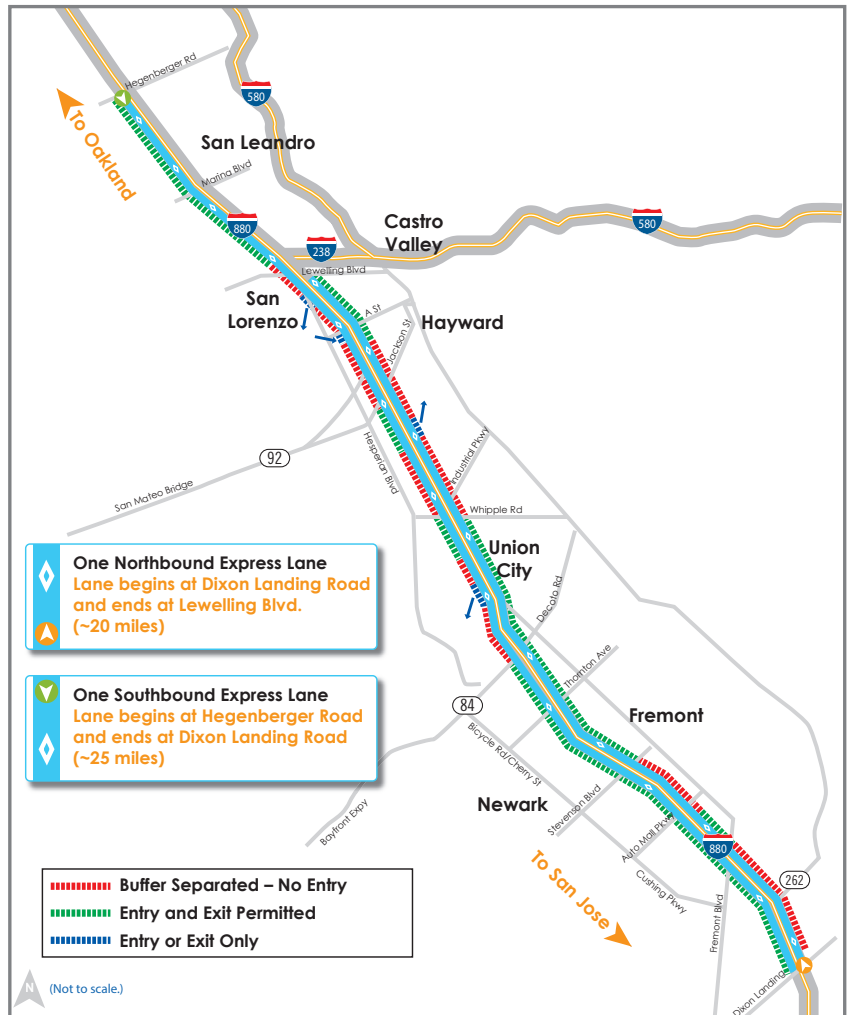 Hegenberger Rd
580
To Oakland
San Leandro
Marina Blvd
880
Castro
Valley
580
238
Lewelling Blvd
San
Lorenzo
A St
Hayward
Jackson St
Hesperian Blvd
92
San Mateo Bridge
Industrial Pkwy
Whipple Rd
Union
City
Decoto Rd
One Northbound Express Lane
Lane begins at Dixon Landing Road
and ends at Lewelling Blvd.
(~20 miles)
One Southbound Express Lane
Lane begins at Hegenberger Road
and ends at Dixon Landing Road
(~25 miles)
Thornton Ave
84
Fremont
Bicycle Rd/Cherry St
Newark
Stevenson Blvd
Bayfront Expy
Auto Mall Pkwy
880
To San Jose
Cushing Pkwy
262
Fremont Blvd
Dixon Landing
Buffer Separated – No Entry
Entry and Exit Permitted
Entry or Exit Only
N
(Not to scale.)